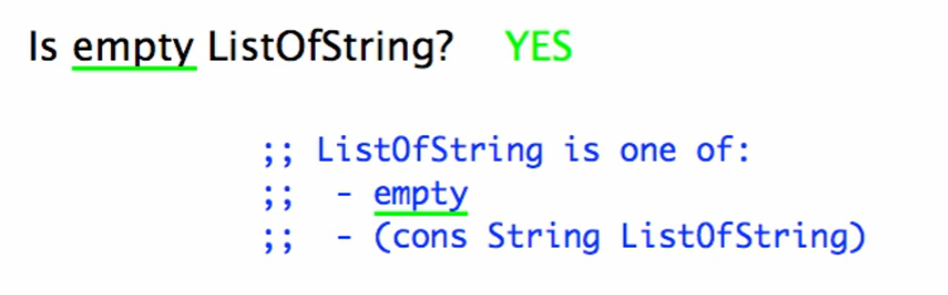 Is empty ListOfString? YES
;; ListOfString is one of:
;;  - empty
;;  - (cons String ListOfString)